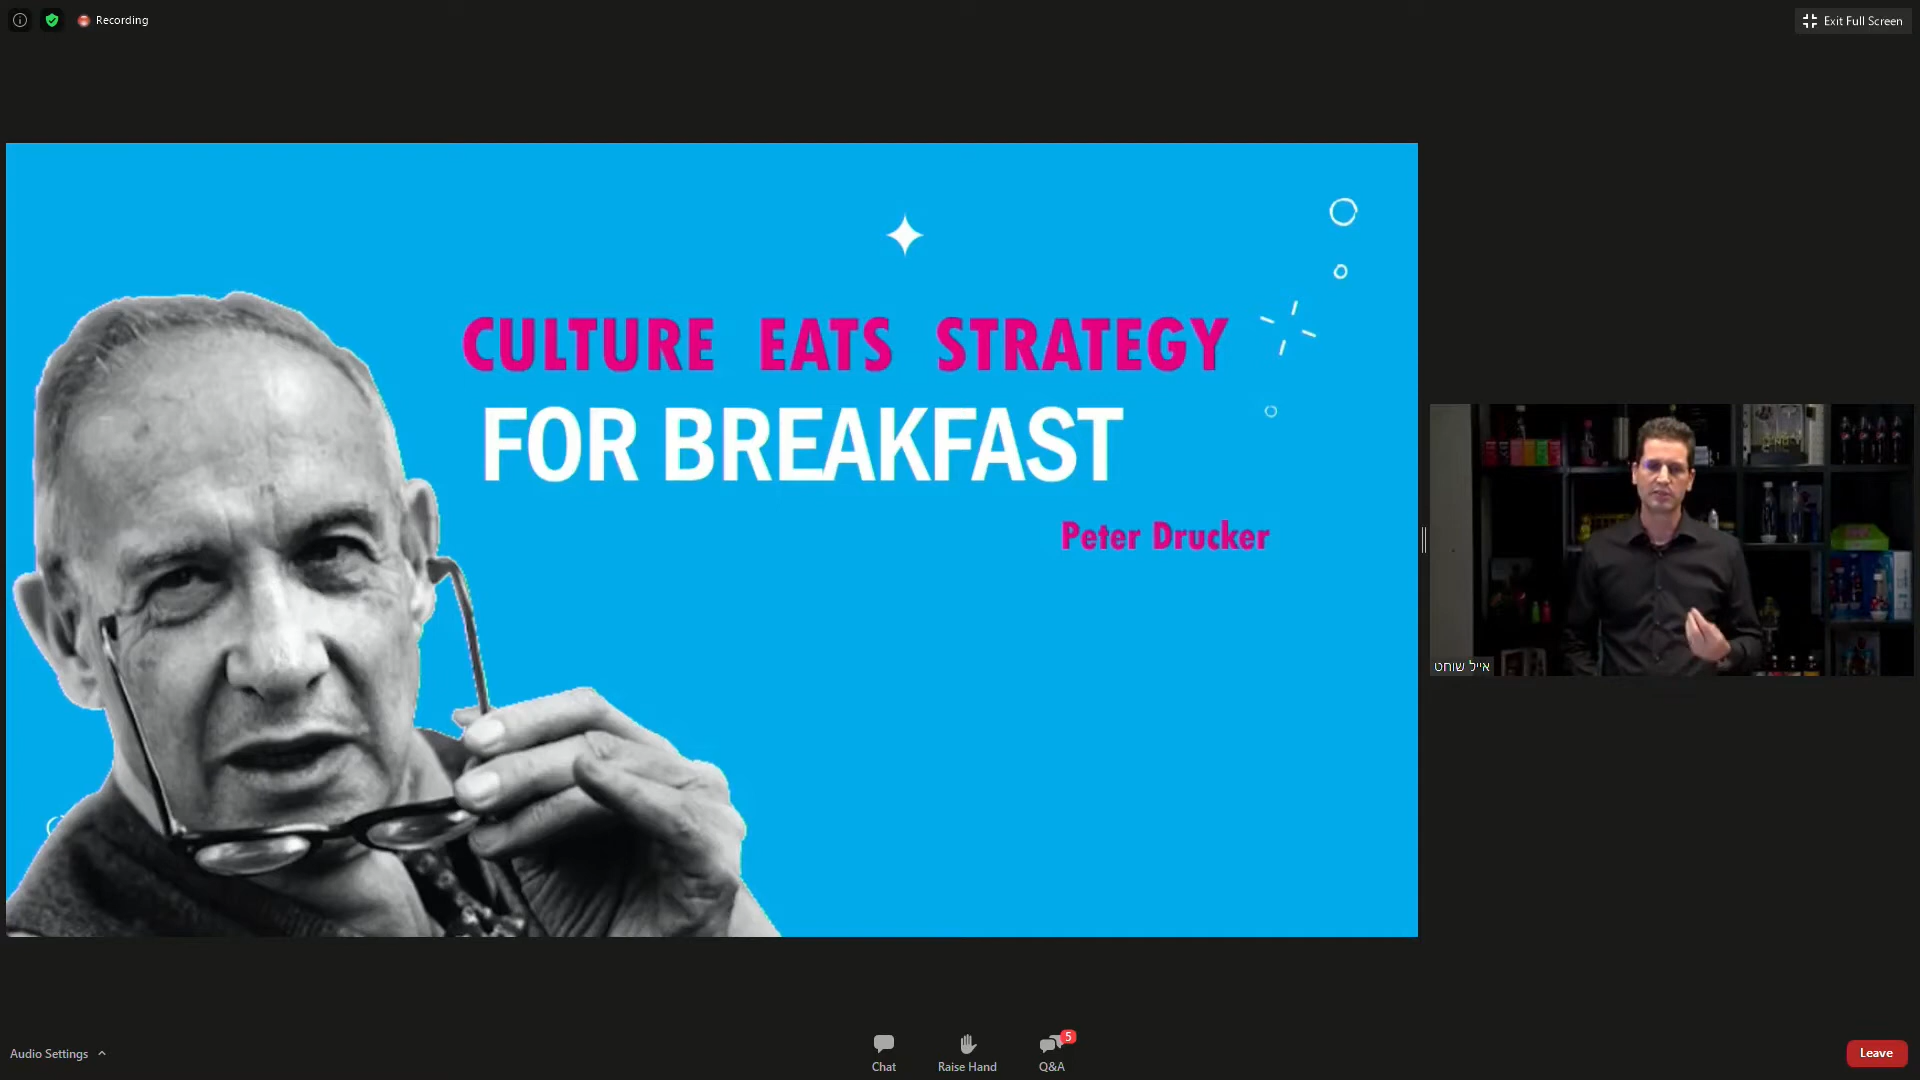 Recording
Exit Full Screen
CULTURE EATS STRATEGY
FOR BREAKFAST
Peter Drucker
אייל שוחט
Audio Settings
Chat
Raise Hand
5
Q&A
Leave